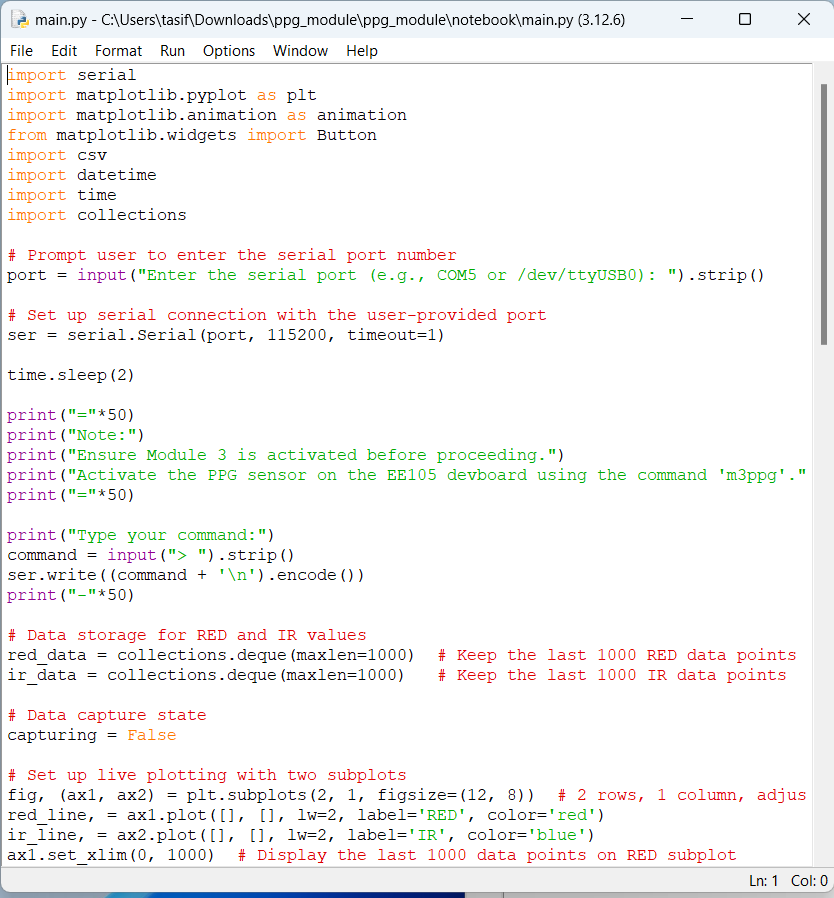 main.py - C:\Users\tasif\Downloads\ppg_module\ppg_module\notebook\main.py (3.12.6)
File Edit Format Run Options Window Help
import serial
import matplotlib.pyplot as plt
import matplotlib.animation as animation
from matplotlib.widgets import Button
import csv
import datetime
import time
import collections
# Prompt user to enter the serial port number
port = input("Enter the serial port (e.g., COM5 or /dev/ttyUSB0): ").strip()
# Set up serial connection with the user-provided port
ser = serial.Serial(port, 115200, timeout=1)
time.sleep(2)
print("="*50)
print("Note:")
print("Ensure Module 3 is activated before proceeding.")
print("Activate the PPG sensor on the EE105 devboard using the command 'm3ppg'."
print("="*50)
print("Type your command:")
command = input("> ").strip()
ser.write((command + '\n').encode())
print("-"*50)
# Data storage for RED and IR values
red_data = collections.deque(maxlen=1000)  # Keep the last 1000 RED data points
ir_data = collections.deque(maxlen=1000)   # Keep the last 1000 IR data points
# Data capture state
capturing = False
# Set up live plotting with two subplots
fig, (ax1, ax2) = plt.subplots(2, 1, figsize=(12, 8))  # 2 rows, 1 column, adjus
red_line, = ax1.plot([], [], lw=2, label='RED', color='red')
ir_line, = ax2.plot([], [], lw=2, label='IR', color='blue')
ax1.set_xlim(0, 1000)  # Display the last 1000 data points on RED subplot
Ln: 1 Col: 0